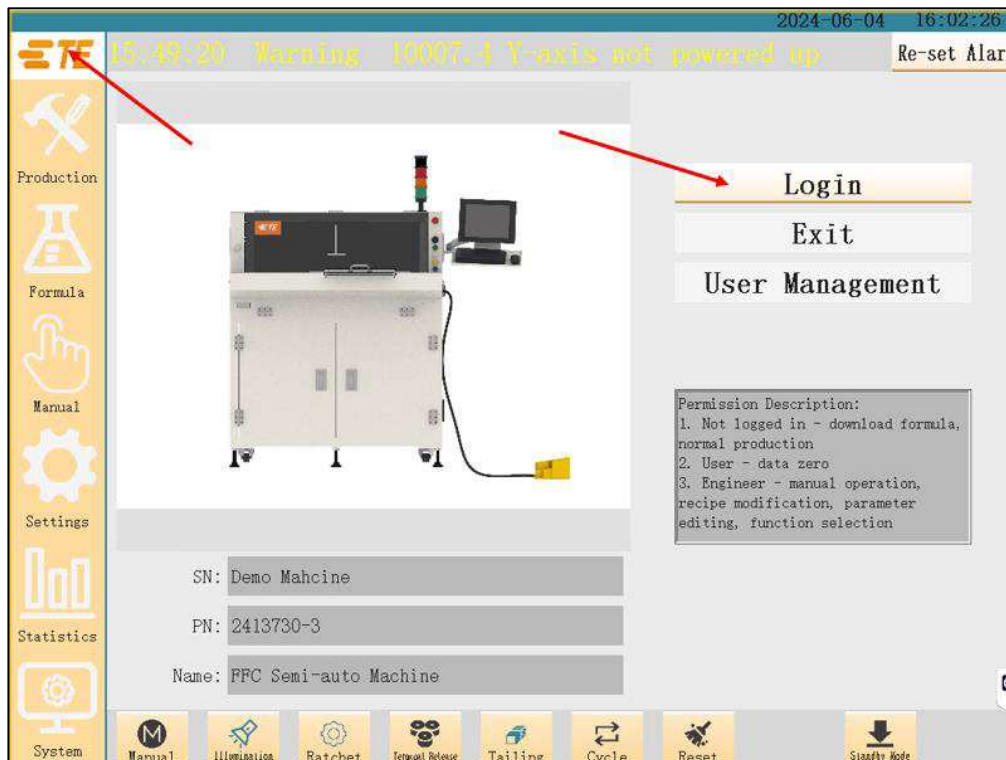 2024-06-04 16:02:26
TE
15:49:20 Warning 10007.4 Y-axis not powered up
Re-set Alar
Production
Formula
Manual
Settings
Statistics
System
TE
Login
Exit
User Management
Permission Description:
1. Not logged in - download formula,
normal production
2. User - data zero
3. Engineer - manual operation,
recipe modification, parameter
editing, function selection
SN: Demo Mahcine
PN: 2413730-3
Name: FFC Semi-auto Machine
M
Manual
Illumination
Ratchet
Terminal Release
Tailing
Cycle
Reset
Standby Mode